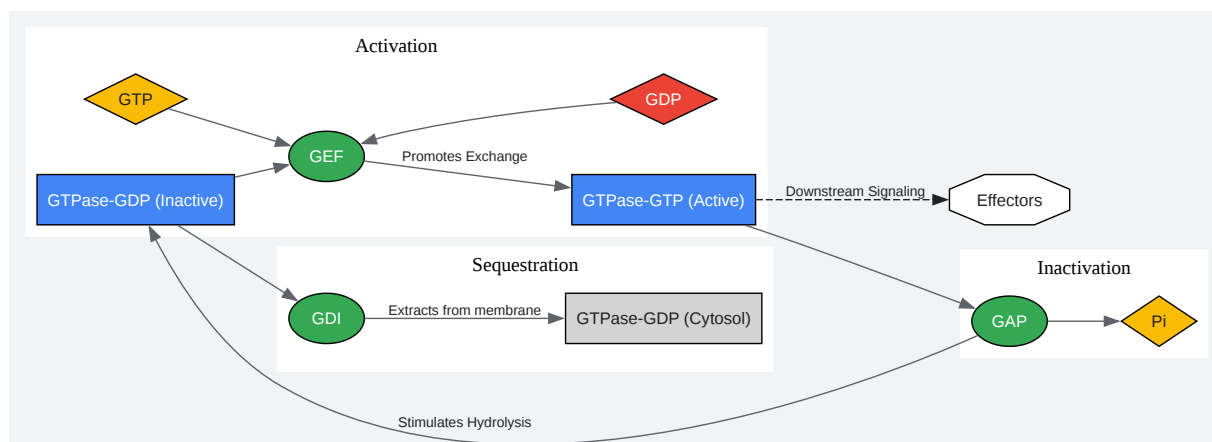 Activation
GTP
GDP
GEF
Promotes Exchange
GTPase-GDP (Inactive)
GTPase-GTP (Active)
Downstream Signaling
Effectors
Sequestration
GDI
Extracts from membrane
GTPase-GDP (Cytosol)
Inactivation
GAP
Pi
Stimulates Hydrolysis